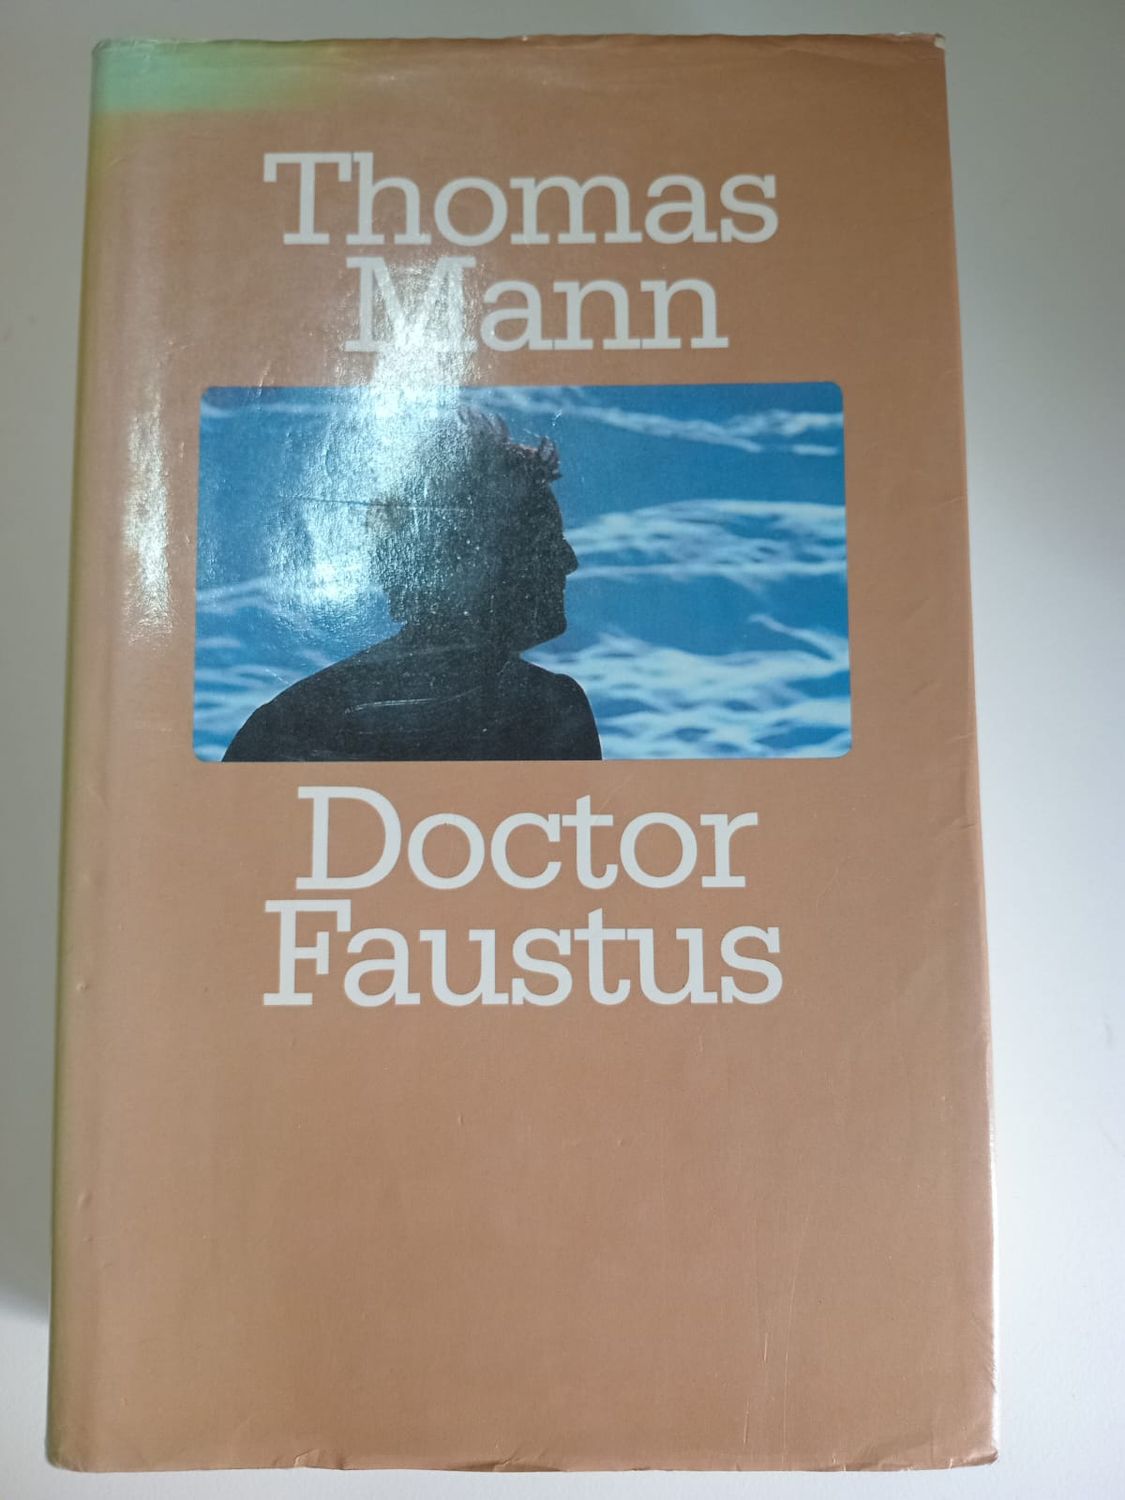 Thomas
Mann
Doctor
Faustus